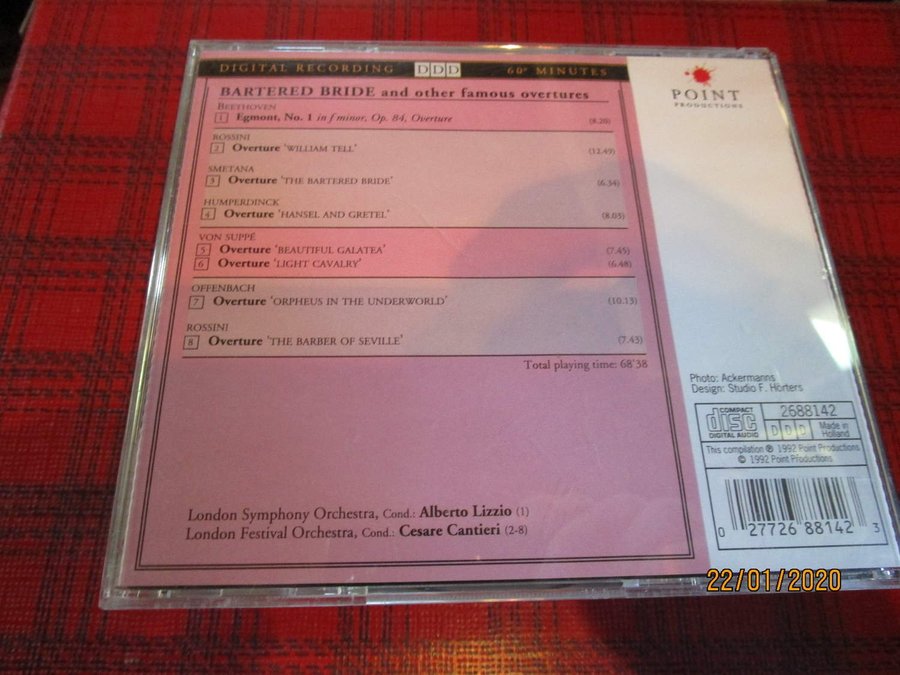 DIGITAL RECORDING DDD 60+ MINUTES
BARTERED BRIDE and other famous overtures
BEETHOVEN
1 Egmont, No. 1 in f minor, Op. 84, Overture (8.20)
ROSSINI
2 Overture 'WILLIAM TELL' (12.49)
SMETANA
3 Overture 'THE BARTERED BRIDE' (6.34)
HUMPERDINCK
4 Overture 'HANSEL AND GRETEL' (8.03)
VON SUPPÉ
5 Overture 'BEAUTIFUL GALATEA' (7.45)
6 Overture 'LIGHT CAVALRY' (6.48)
OFFENBACH
7 Overture 'ORPHEUS IN THE UNDERWORLD' (10.13)
ROSSINI
8 Overture 'THE BARBER OF SEVILLE' (7.43)
Total playing time: 68'38
London Symphony Orchestra, Cond.: Alberto Lizzio (1)
London Festival Orchestra, Cond.: Cesare Cantieri (2-8)
POINT
PRODUCTIONS
Photo: Ackermanns
Design: Studio F. Hörters
COMPACT
disc
DIGITAL AUDIO
2688142
DDD
Made in
Holland
This compilation ℗ 1992 Point Productions
© 1992 Point Productions
0 27726 88142 3
22/01/2020